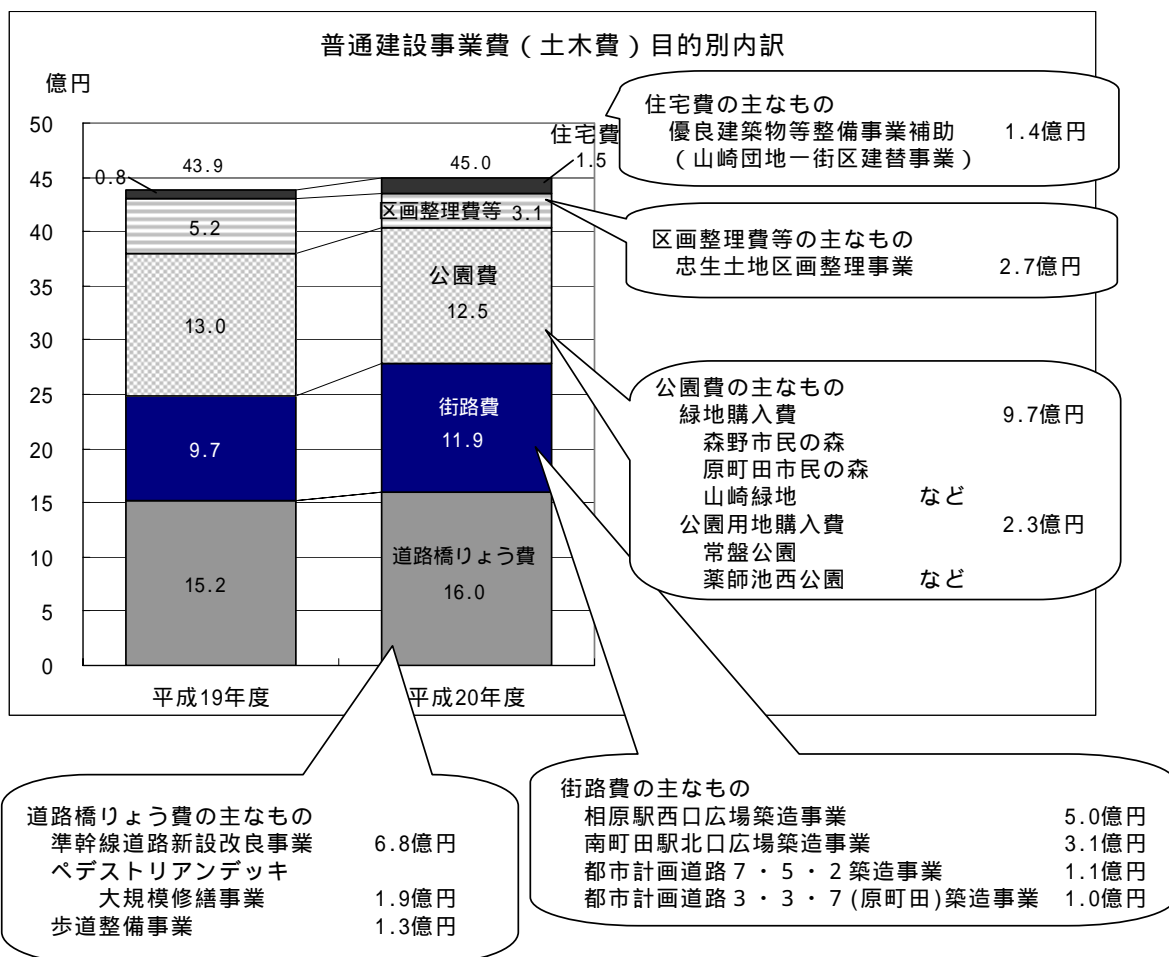 普通建設事業費（土木費）目的別内訳
億円
50
45
40
35
30
25
20
15
10
5
0
43.9
0.8
5.2
13.0
9.7
15.2
平成19年度
45.0
住宅費
1.5
区画整理費等 3.1
公園費
12.5
街路費
11.9
道路橋りょう費
16.0
平成20年度
住宅費の主なもの
優良建築物等整備事業補助 1.4億円
（山崎団地一街区建替事業）
区画整理費等の主なもの
忠生土地区画整理事業 2.7億円
公園費の主なもの
緑地購入費 9.7億円
森野市民の森
原町田市民の森
山崎緑地 など
公園用地購入費 2.3億円
常盤公園
薬師池西公園 など
道路橋りょう費の主なもの
準幹線道路新設改良事業 6.8億円
ペデストリアンデッキ
大規模修繕事業 1.9億円
歩道整備事業 1.3億円
街路費の主なもの
相原駅西口広場築造事業 5.0億円
南町田駅北口広場築造事業 3.1億円
都市計画道路７・５・２築造事業 1.1億円
都市計画道路３・３・７(原町田)築造事業 1.0億円